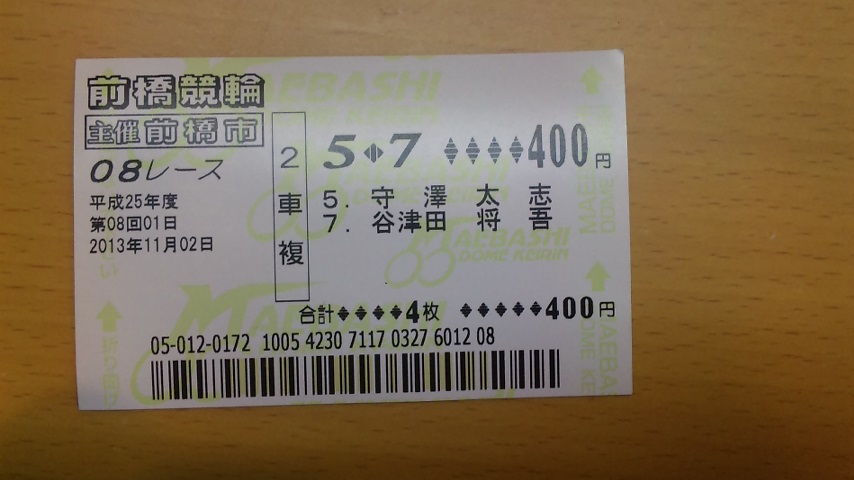 前橋競輪
主催前橋市
08レース
平成25年度
第08回01日
2013年11月02日
2車複
5◆7 ◆◆◆◆400円
5. 守澤太志
7. 谷津田将吾
合計◆◆◆◆4枚 ◆◆◆◆◆400円
05-012-0172 1005 4230 7117 0327 6012 08
MAEBASHI
DOME KEIRIN